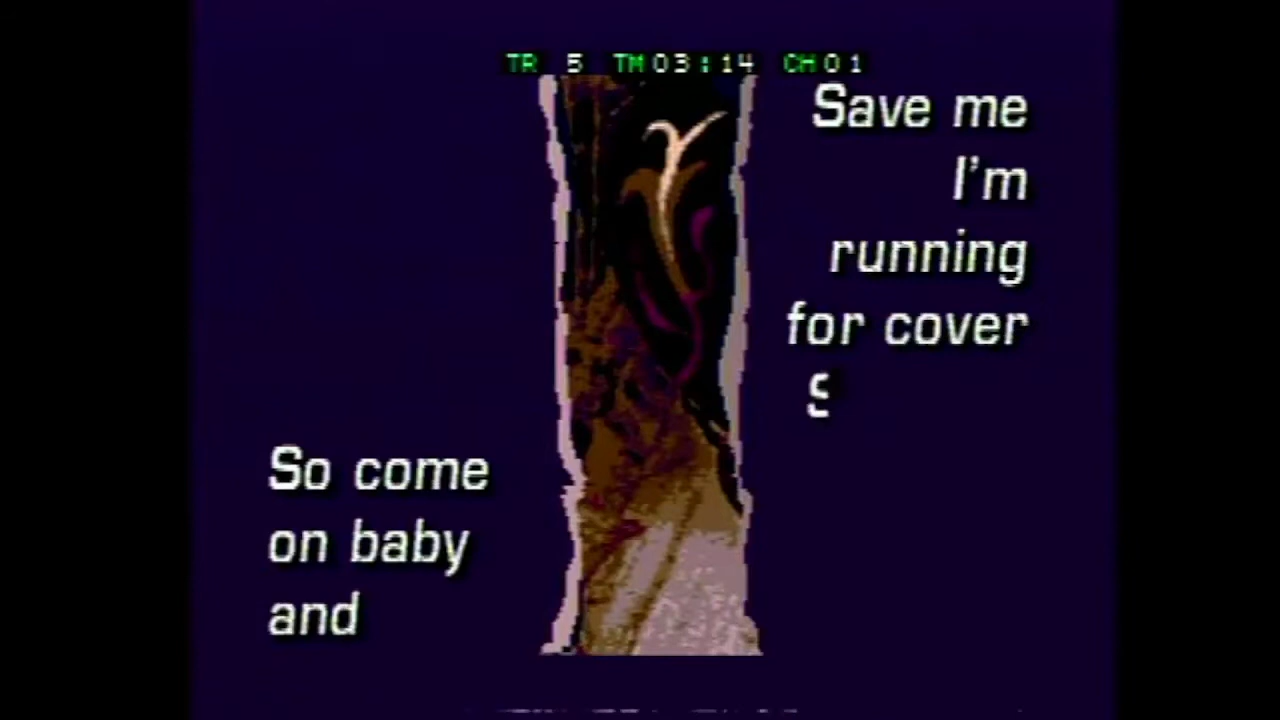 TR 5 TM03:14 CH01
So come
on baby
and
Save me
I'm
running
for cover
S